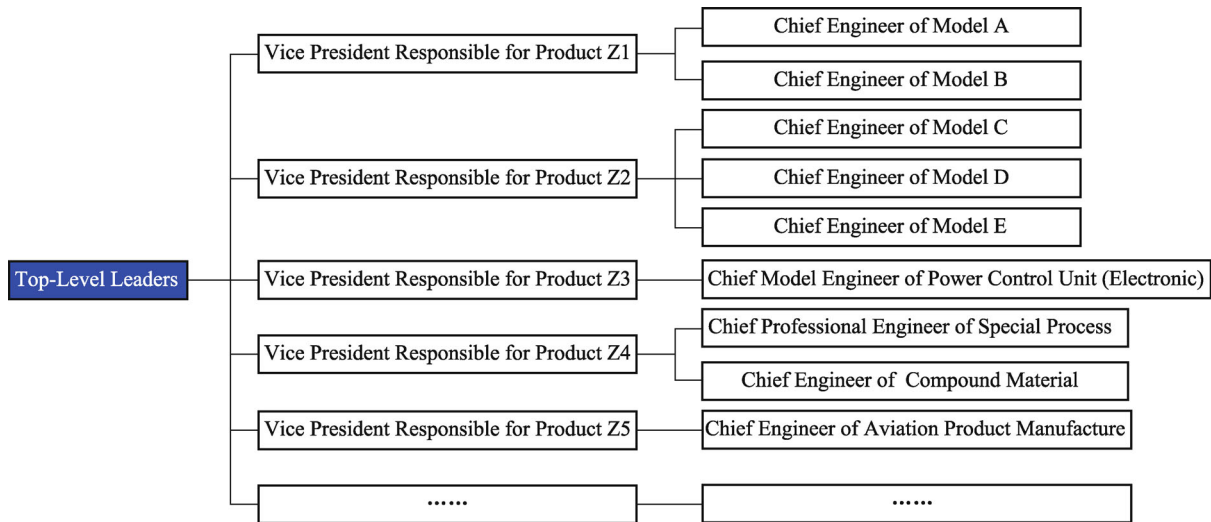 Top-Level Leaders
Vice President Responsible for Product Z1
Chief Engineer of Model A
Chief Engineer of Model B
Vice President Responsible for Product Z2
Chief Engineer of Model C
Chief Engineer of Model D
Chief Engineer of Model E
Vice President Responsible for Product Z3
Chief Model Engineer of Power Control Unit (Electronic)
Vice President Responsible for Product Z4
Chief Professional Engineer of Special Process
Chief Engineer of Compound Material
Vice President Responsible for Product Z5
Chief Engineer of Aviation Product Manufacture
……
……